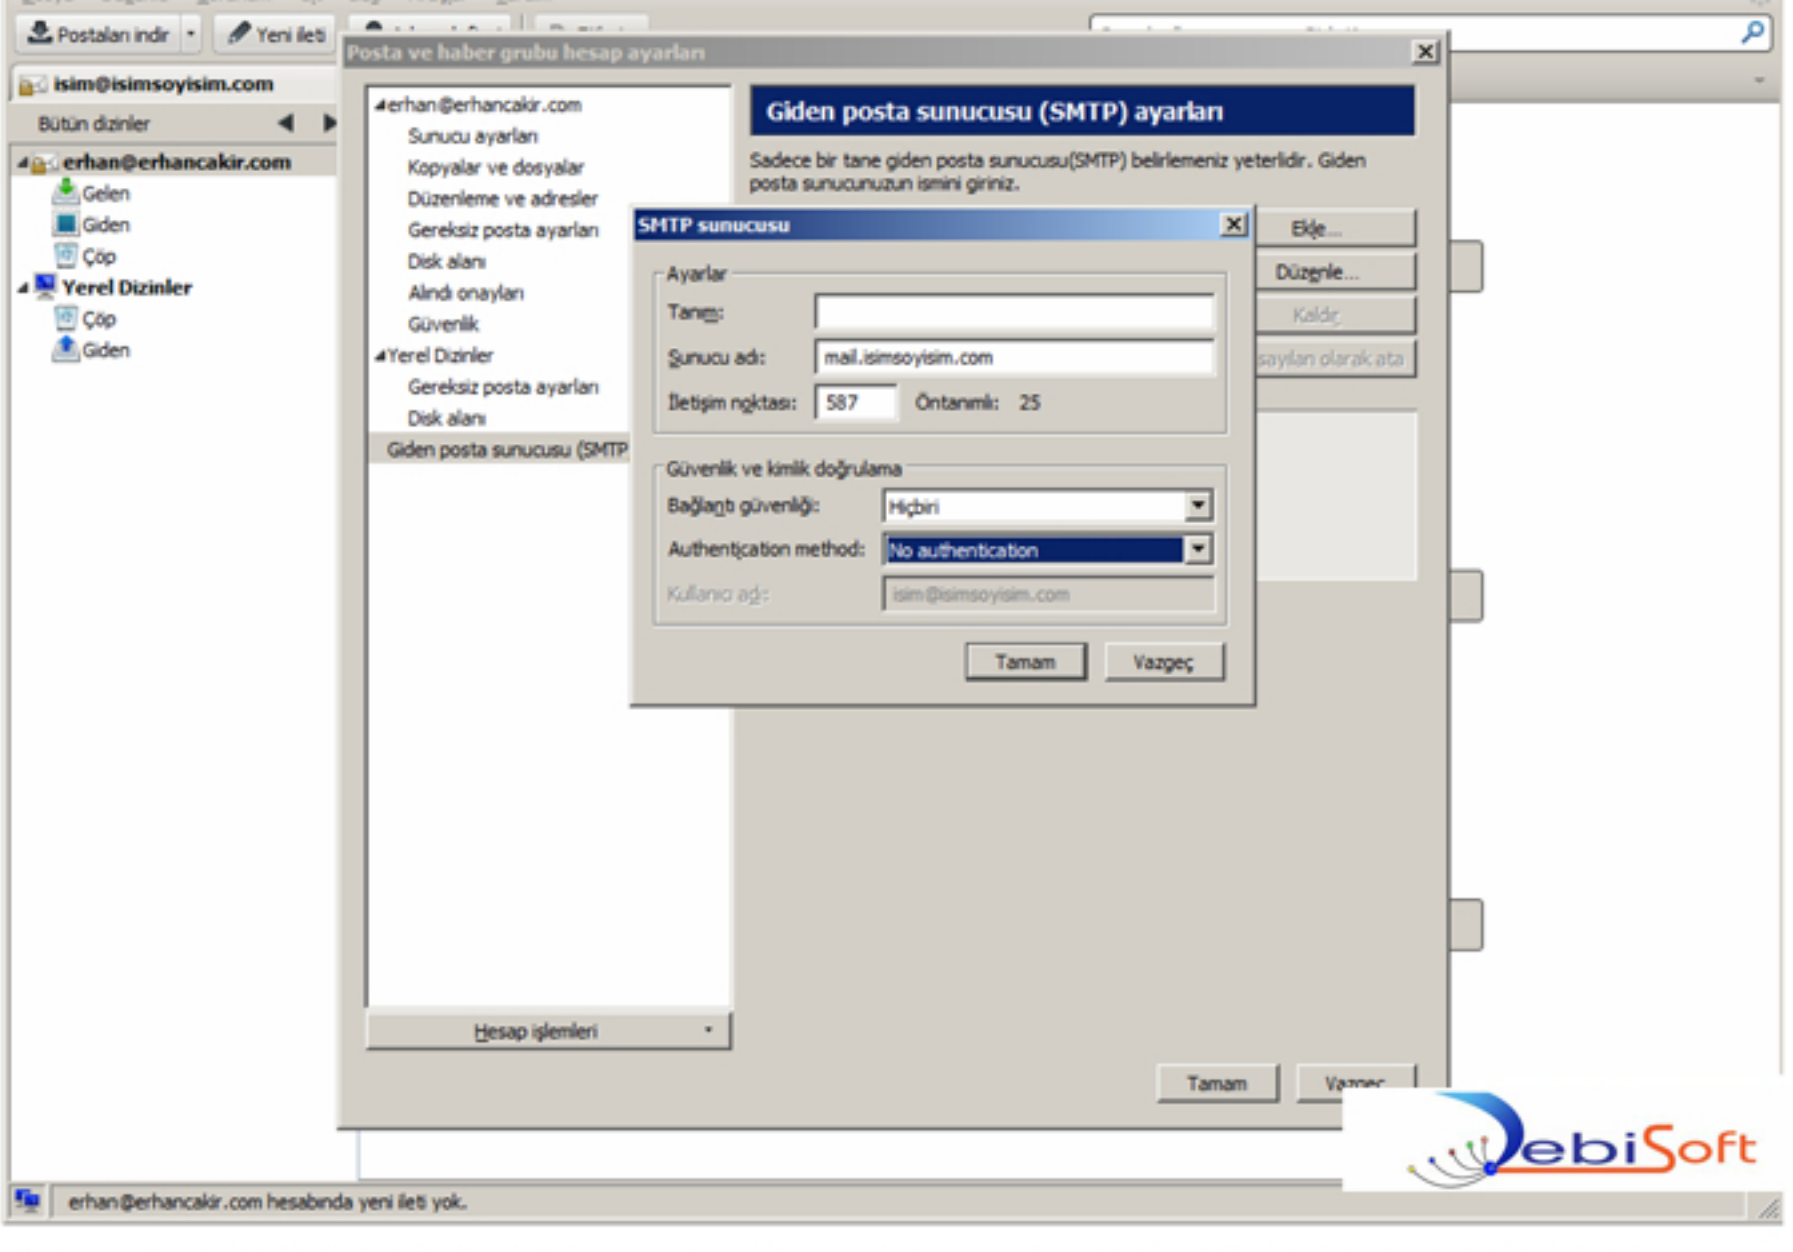 Postaları indir
Yeni ileti
isim@isimsoyisim.com
Bütün dizinler
erhan@erhancakir.com
Gelen
Giden
Çöp
Yerel Dizinler
Çöp
Giden
Posta ve haber grubu hesap ayarları
erhan@erhancakir.com
Sunucu ayarları
Kopyalar ve dosyalar
Düzenleme ve adresler
Gereksiz posta ayarları
Disk alanı
Alındı onayları
Güvenlik
Yerel Dizinler
Gereksiz posta ayarları
Disk alanı
Giden posta sunucusu (SMTP
Hesap işlemleri
Giden posta sunucusu (SMTP) ayarları
Sadece bir tane giden posta sunucusu(SMTP) belirlemeniz yeterlidir. Giden
posta sunucunuzun ismini giriniz.
Ekle...
Düzenle...
Kaldır
sayılan olarak ata
SMTP sunucusu
Ayarlar
Tanım:
Sunucu adı: mail.isimsoyisim.com
İletişim noktası: 587 Öntanımlı: 25
Güvenlik ve kimlik doğrulama
Bağlantı güvenliği: Hiçbiri
Authentication method: No authentication
Kullanıcı adı: isim@isimsoyisim.com
Tamam Vazgeç
Tamam Vazgeç
DebiSoft
erhan@erhancakir.com hesabında yeni ileti yok.